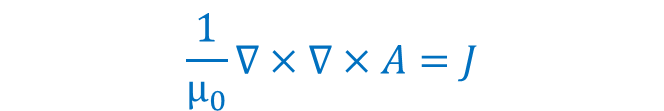 1/μ₀ ∇ × ∇ × A = J